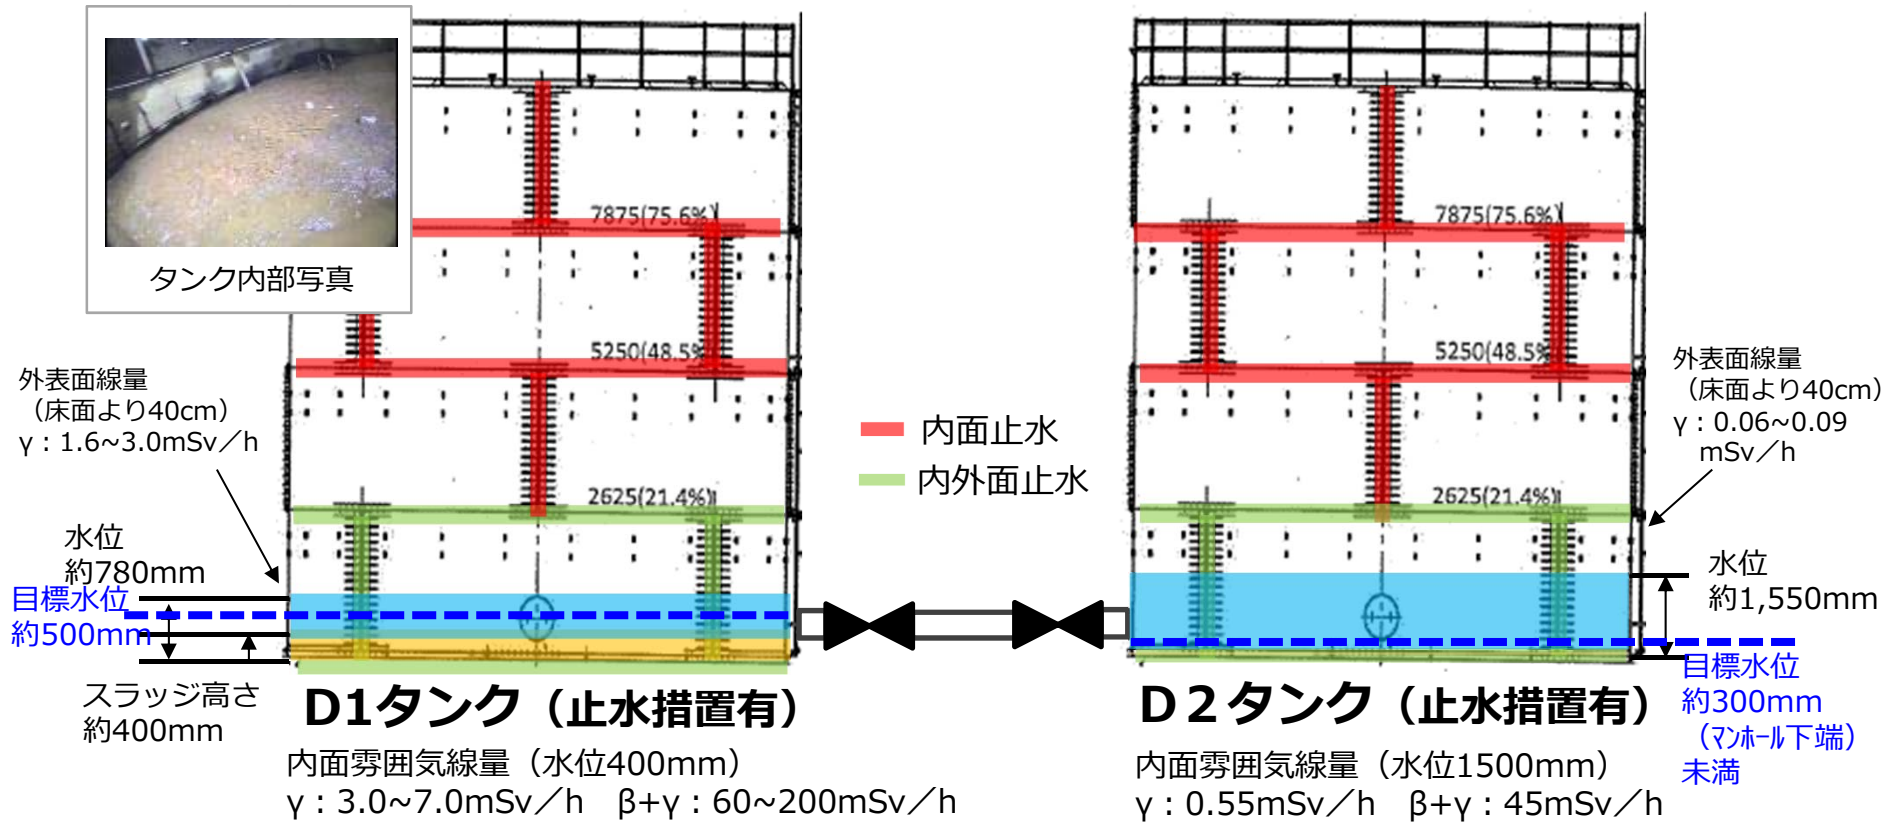 タンク内部写真
7875(75.6%)
5250(48.5%)
2625(21.4%)
外表面線量
（床面より40cm）
γ：1.6~3.0mSv／h
水位
約780mm
目標水位
約500mm
スラッジ高さ
約400mm
D1タンク（止水措置有）
内面雰囲気線量（水位400mm）
γ：3.0~7.0mSv／h　β+γ：60~200mSv／h
内面止水
内外面止水
7875(75.6%)
5250(48.5%)
2625(21.4%)
外表面線量
（床面より40cm）
γ：0.06~0.09
mSv／h
水位
約1,550mm
目標水位
約300mm
（ﾏﾝﾎｰﾙ下端）
未満
D２タンク（止水措置有）
内面雰囲気線量（水位1500mm）
γ：0.55mSv／h　β+γ：45mSv／h